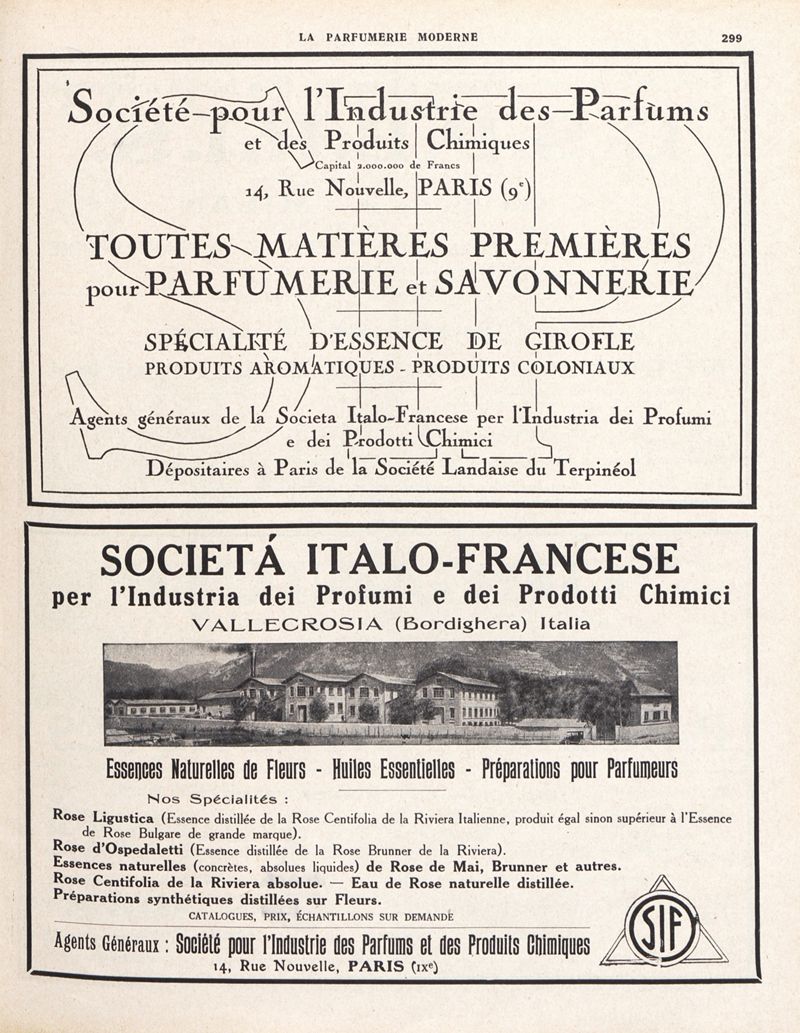 LA PARFUMERIE MODERNE
299
Société pour l'Industrie des Parfums
et des Produits Chimiques
Capital 2.000.000 de Francs
14, Rue Nouvelle, PARIS (9e)
TOUTES MATIÈRES PREMIÈRES
pour PARFUMERIE et SAVONNERIE
SPÉCIALITÉ D'ESSENCE DE GIROFLE
PRODUITS AROMATIQUES - PRODUITS COLONIAUX
Agents généraux de la Societa Italo-Francese per l'Industria dei Profumi
e dei Prodotti Chimici
Dépositaires à Paris de la Société Landaise du Terpinéol
SOCIETÁ ITALO-FRANCESE
per l'Industria dei Profumi e dei Prodotti Chimici
VALLECROSIA (Bordighera) Italia
Essences Naturelles de Fleurs - Huiles Essentielles - Préparations pour Parfumeurs
Nos Spécialités :
Rose Ligustica (Essence distillée de la Rose Centifolia de la Riviera Italienne, produit égal sinon supérieur à l'Essence
de Rose Bulgare de grande marque).
Rose d'Ospedaletti (Essence distillée de la Rose Brunner de la Riviera).
Essences naturelles (concrètes, absolues liquides) de Rose de Mai, Brunner et autres.
Rose Centifolia de la Riviera absolue. — Eau de Rose naturelle distillée.
Préparations synthétiques distillées sur Fleurs.
CATALOGUES, PRIX, ÉCHANTILLONS SUR DEMANDE
Agents Généraux : Société pour l'Industrie des Parfums et des Produits Chimiques
14, Rue Nouvelle, PARIS (IXe)
SIF